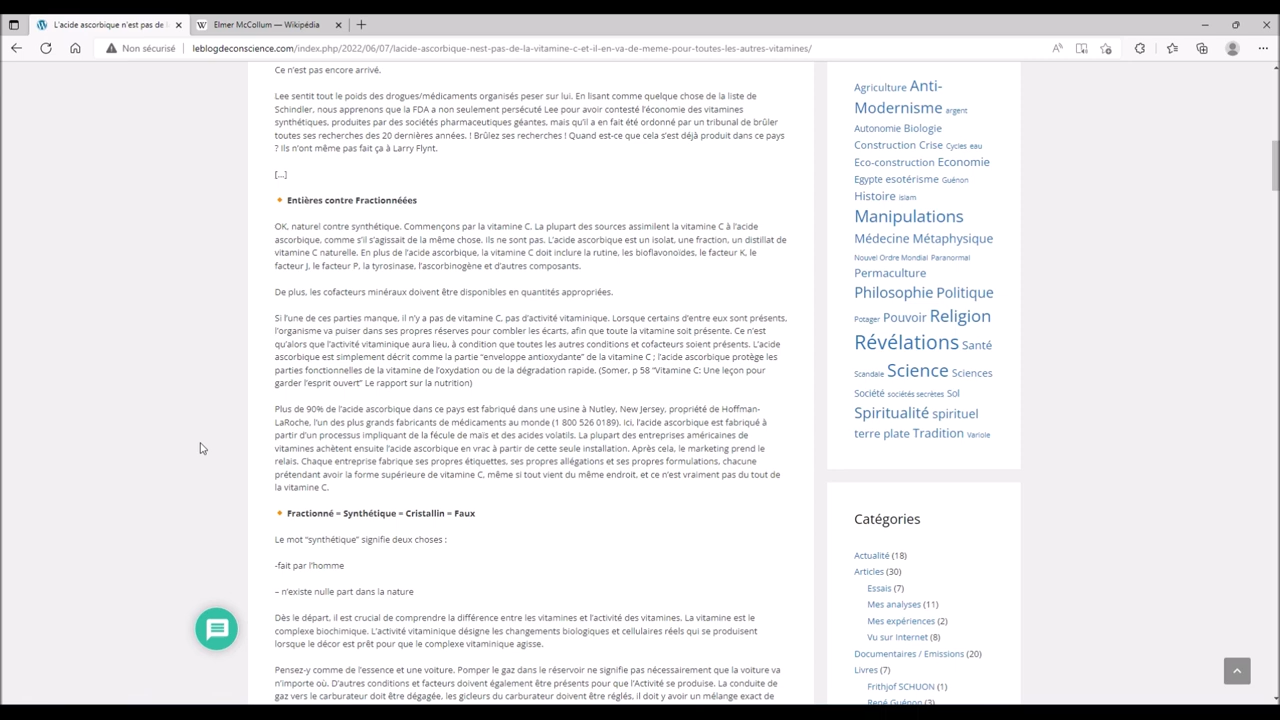 L'acide ascorbique n'est pas de l
Elmer McCollum — Wikipédia
Non sécurisé
leblogdeconscience.com/index.php/2022/06/07/lacide-ascorbique-nest-pas-de-la-vitamine-c-et-il-en-va-de-meme-pour-toutes-les-autres-vitamines/
Ce n'est pas encore arrivé.
Lee sentit tout le poids des drogues/médicaments organisés peser sur lui. En lisant comme quelque chose de la liste de
Schindler, nous apprenons que la FDA a non seulement persécuté Lee pour avoir contesté l'économie des vitamines
synthétiques, produites par des sociétés pharmaceutiques géantes, mais qu'il a en fait été ordonné par un tribunal de brûler
toutes ses recherches des 20 dernières années. ! Brûlez ses recherches ! Quand est-ce que cela s'est déjà produit dans ce pays
? Ils n'ont même pas fait ça à Larry Flynt.
[...]
Entières contre Fractionnéées
OK, naturel contre synthétique. Commençons par la vitamine C. La plupart des sources assimilent la vitamine C à l'acide
ascorbique, comme s'il s'agissait de la même chose. Ils ne sont pas. L'acide ascorbique est un isolat, une fraction, un distillat de
vitamine C naturelle. En plus de l'acide ascorbique, la vitamine C doit inclure la rutine, les bioflavonoides, le facteur K, le
facteur J, le facteur P, la tyrosinase, l'ascorbinogène et d'autres composants.
De plus, les cofacteurs minéraux doivent être disponibles en quantités appropriées.
Si l'une de ces parties manque, il n'y a pas de vitamine C, pas d'activité vitaminique. Lorsque certains d'entre eux sont présents,
l'organisme va puiser dans ses propres réserves pour combler les écarts, afin que toute la vitamine soit présente. Ce n'est
qu'alors que l'activité vitaminique aura lieu, à condition que toutes les autres conditions et cofacteurs soient présents. L'acide
ascorbique est simplement décrit comme la partie "enveloppe antioxydante" de la vitamine C ; l'acide ascorbique protège les
parties fonctionnelles de la vitamine de l'oxydation ou de la dégradation rapide. (Somer, p 58 "Vitamine C: Une leçon pour
garder l'esprit ouvert" Le rapport sur la nutrition)
Plus de 90% de l'acide ascorbique dans ce pays est fabriqué dans une usine à Nutley, New Jersey, propriété de Hoffman-
LaRoche, l'un des plus grands fabricants de médicaments au monde (1 800 526 0189). Ici, l'acide ascorbique est fabriqué à
partir d'un processus impliquant de la fécule de maïs et des acides volatils. La plupart des entreprises américaines de
vitamines achètent ensuite l'acide ascorbique en vrac à partir de cette seule installation. Après cela, le marketing prend le
relais. Chaque entreprise fabrique ses propres étiquettes, ses propres allégations et ses propres formulations, chacune
prétendant avoir la forme supérieure de vitamine C, même si tout vient du même endroit, et ce n'est vraiment pas du tout de
la vitamine C.
Fractionné = Synthétique = Cristallin = Faux
Le mot "synthétique" signifie deux choses :
-fait par l'homme
– n'existe nulle part dans la nature
Dès le départ, il est crucial de comprendre la différence entre les vitamines et l'activité des vitamines. La vitamine est le
complexe biochimique. L'activité vitaminique désigne les changements biologiques et cellulaires réels qui se produisent
lorsque le décor est prêt pour que le complexe vitaminique agisse.
Pensez-y comme de l'essence et une voiture. Pomper le gaz dans le réservoir ne signifie pas nécessairement que la voiture va
n'importe où. D'autres conditions et facteurs doivent également être présents pour que l'Activité se produise. La conduite de
gaz vers le carburateur doit être dégagée, les gicleurs du carburateur doivent être réglés, il doit y avoir un mélange exact de
Agriculture Anti-
Modernisme argent
Autonomie Biologie
Construction Crise Cycles eau
Eco-construction Economie
Egypte esotérisme Guénon
Histoire islam
Manipulations
Médecine Métaphysique
Nouvel Ordre Mondial Paranormal
Permaculture
Philosophie Politique
Potager Pouvoir Religion
Révélations Santé
Scandale Science Sciences
Société sociétés secrètes Sol
Spiritualité spirituel
terre plate Tradition Variole
Catégories
Actualité (18)
Articles (30)
Essais (7)
Mes analyses (11)
Mes expériences (2)
Vu sur Internet (8)
Documentaires / Emissions (20)
Livres (7)
Frithjof SCHUON (1)
René Guénon (3)